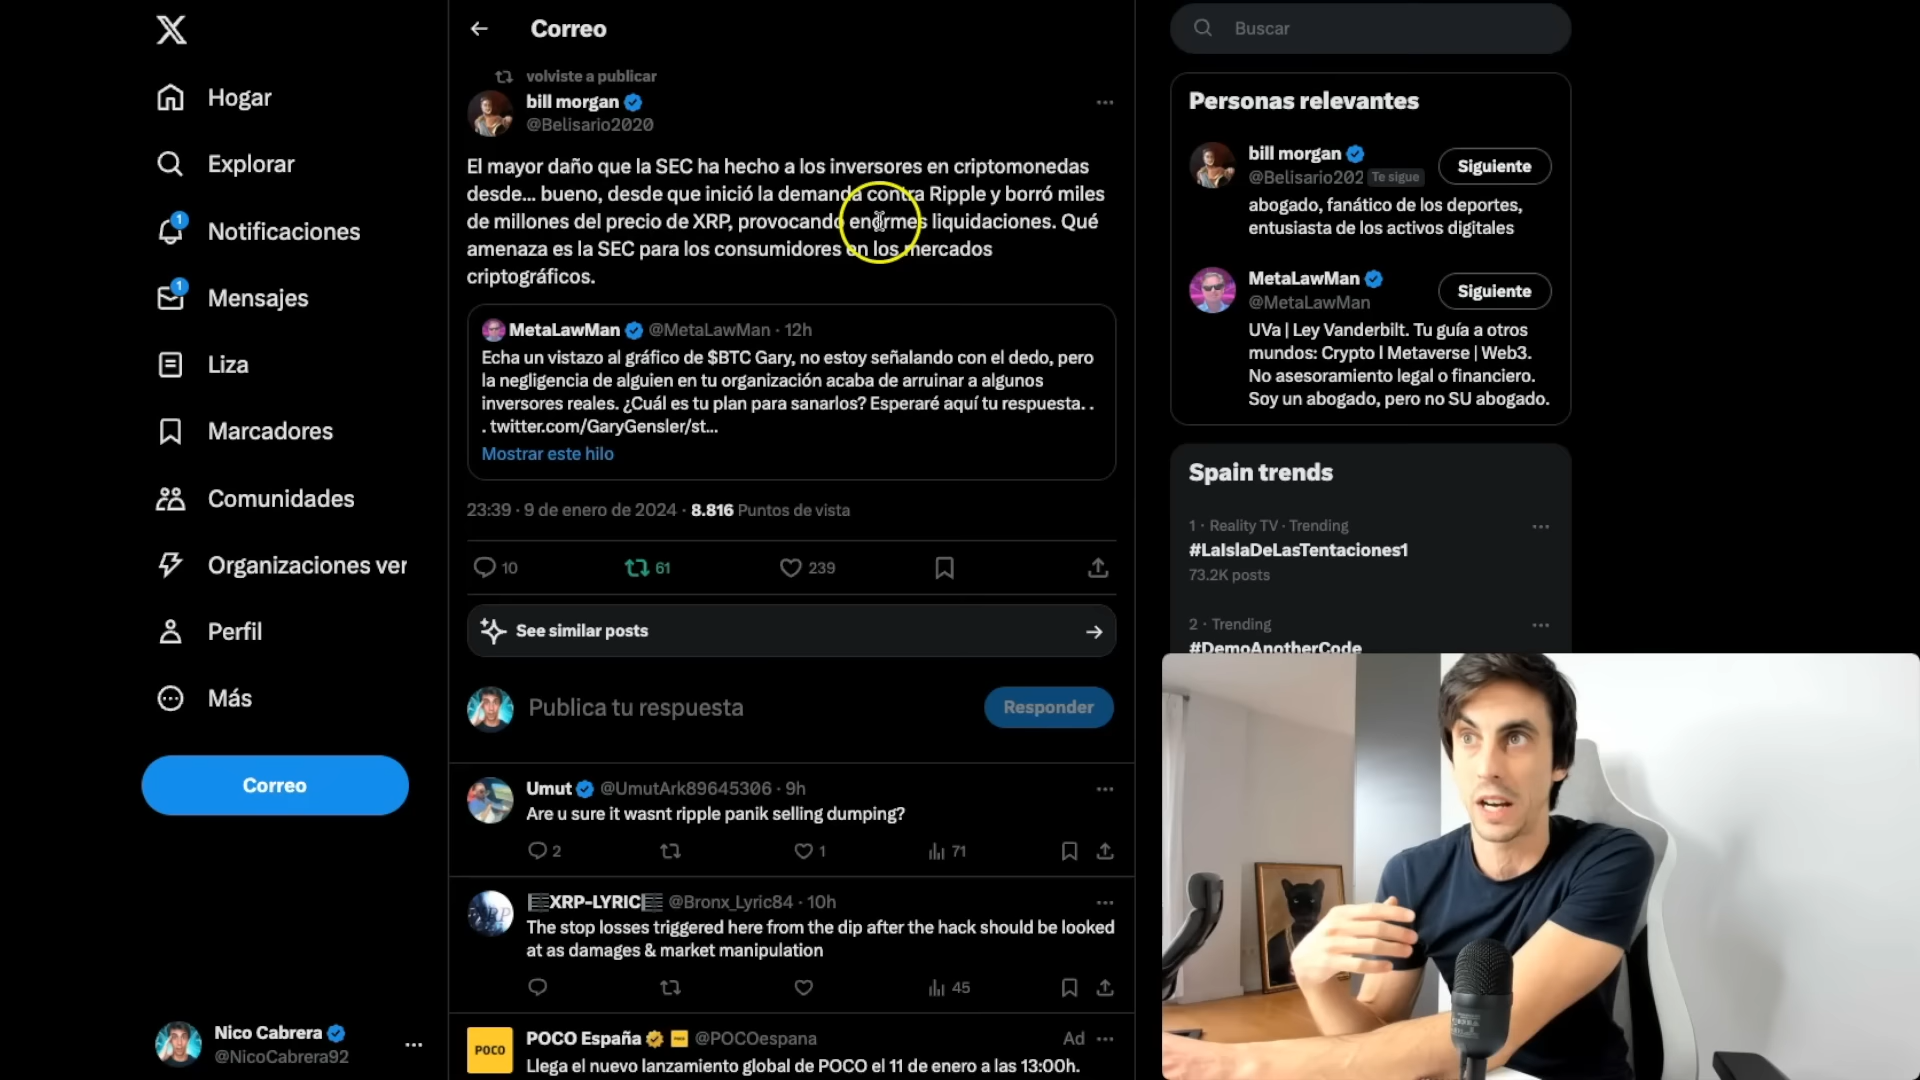 Hogar
Explorar
1
Notificaciones
1
Mensajes
Liza
Marcadores
Comunidades
Organizaciones ver
Perfil
Más
Correo
Nico Cabrera
@NicoCabrera92
Correo
volviste a publicar
bill morgan
@Belisario2020
El mayor daño que la SEC ha hecho a los inversores en criptomonedas
desde... bueno, desde que inició la demanda contra Ripple y borró miles
de millones del precio de XRP, provocando enormes liquidaciones. Qué
amenaza es la SEC para los consumidores en los mercados
criptográficos.
MetaLawMan @MetaLawMan · 12h
Echa un vistazo al gráfico de $BTC Gary, no estoy señalando con el dedo, pero
la negligencia de alguien en tu organización acaba de arruinar a algunos
inversores reales. ¿Cuál es tu plan para sanarlos? Esperaré aquí tu respuesta. .
. twitter.com/GaryGensler/st...
Mostrar este hilo
23:39 · 9 de enero de 2024 · 8.816 Puntos de vista
10 61 239
See similar posts
Publica tu respuesta
Responder
Umut @UmutArk89645306 · 9h
Are u sure it wasnt ripple panik selling dumping?
2 1 71
XRP-LYRIC @Bronx_Lyric84 · 10h
The stop losses triggered here from the dip after the hack should be looked
at as damages & market manipulation
45
POCO
POCO España @POCOespana Ad
Llega el nuevo lanzamiento global de POCO el 11 de enero a las 13:00h.
Buscar
Personas relevantes
bill morgan
@Belisario202 Te sigue
Siguiente
abogado, fanático de los deportes,
entusiasta de los activos digitales
MetaLawMan
@MetaLawMan
Siguiente
UVa | Ley Vanderbilt. Tu guía a otros
mundos: Crypto I Metaverse | Web3.
No asesoramiento legal o financiero.
Soy un abogado, pero no SU abogado.
Spain trends
1 · Reality TV · Trending
#LaIslaDeLasTentaciones1
73.2K posts
2 · Trending
#DemoAnotherCode